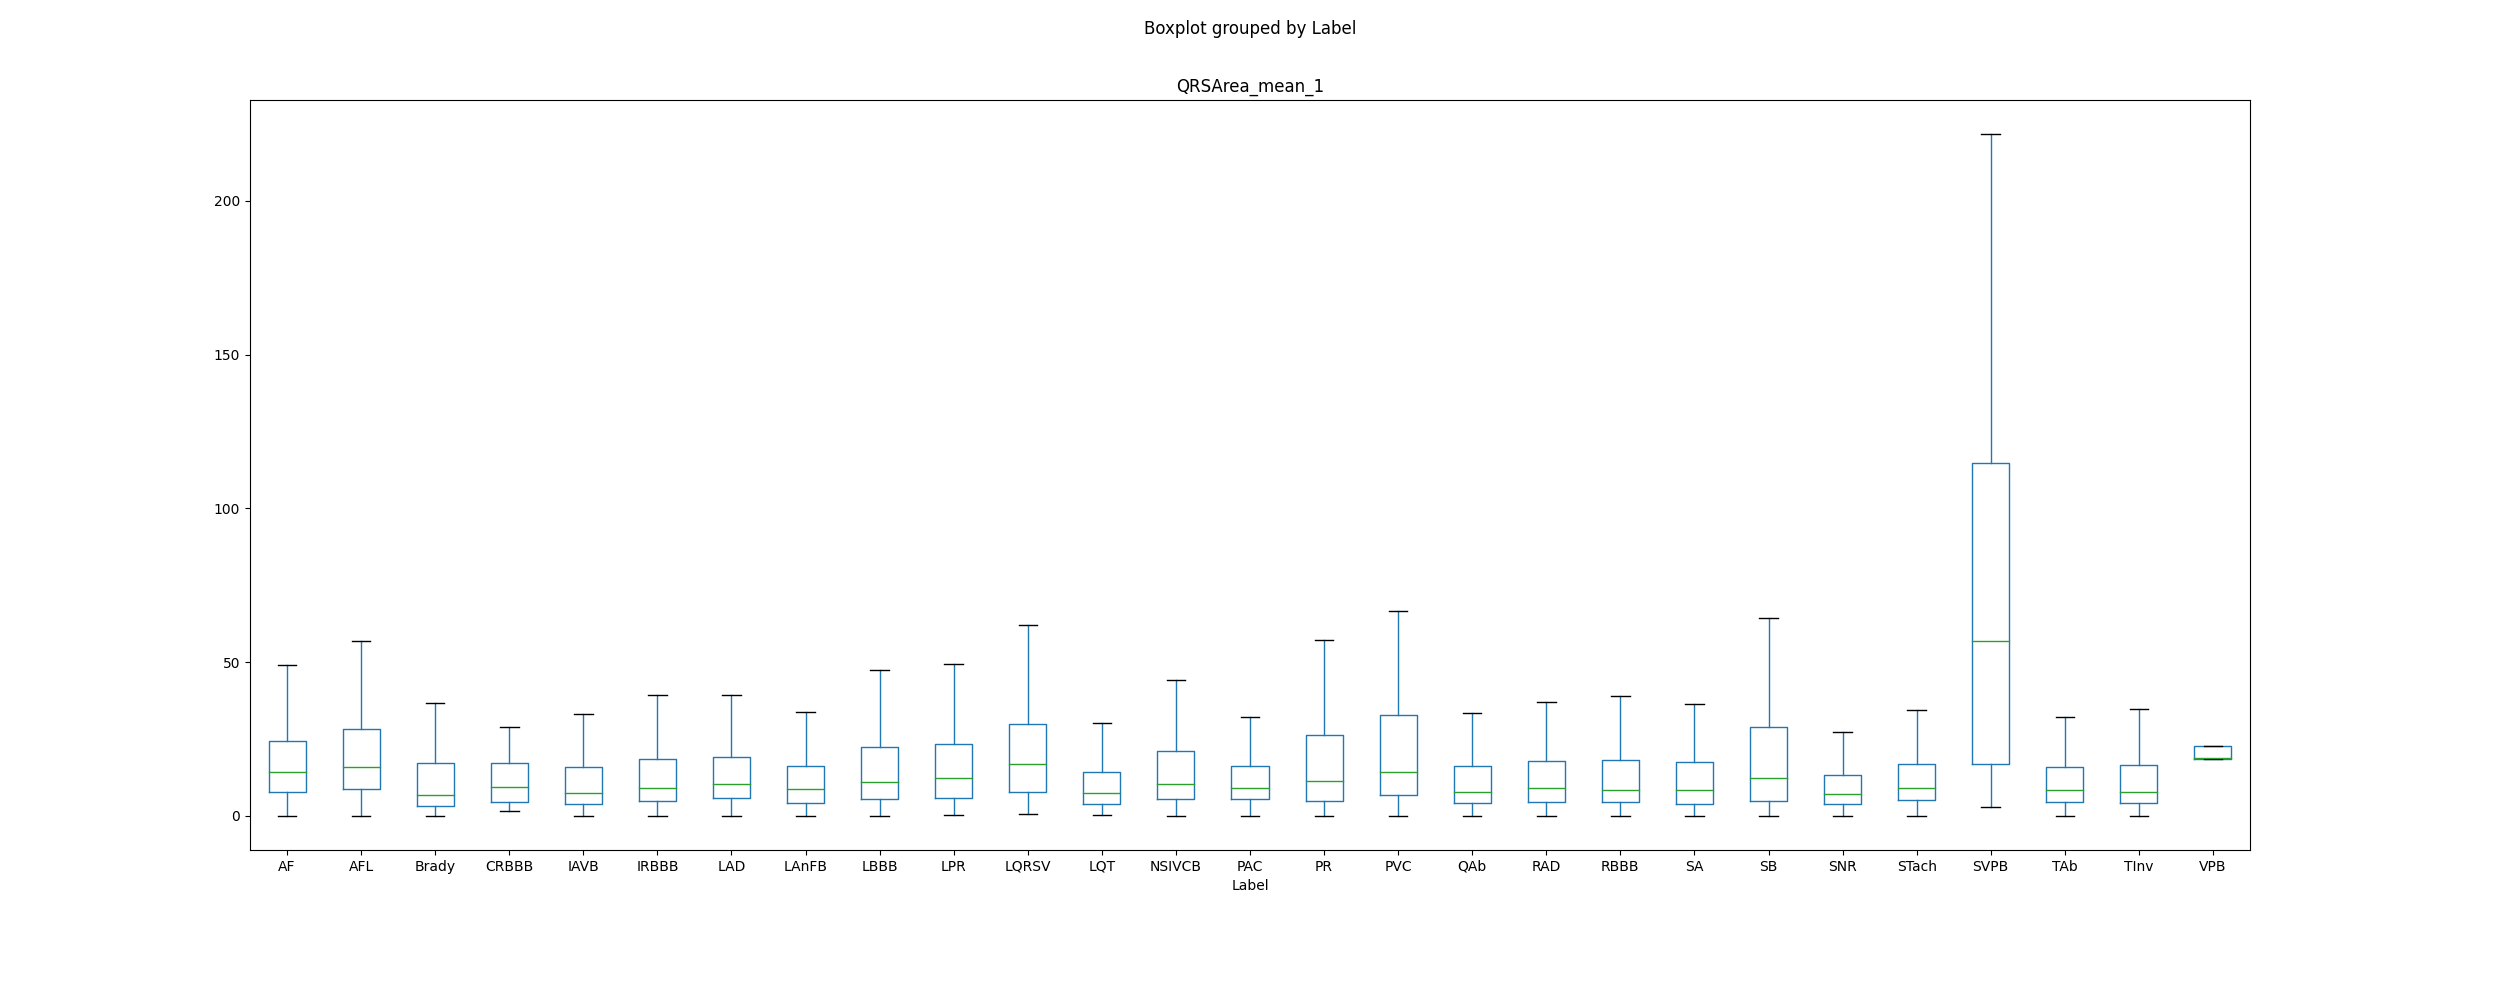 Boxplot grouped by Label
QRSArea_mean_1
200
150
100
50
0
AF AFL Brady CRBBB IAVB IRBBB LAD LAnFB LBBB LPR LQRSV LQT NSIVCB PAC PR PVC QAb RAD RBBB SA SB SNR STach SVPB TAb TInv VPB
Label